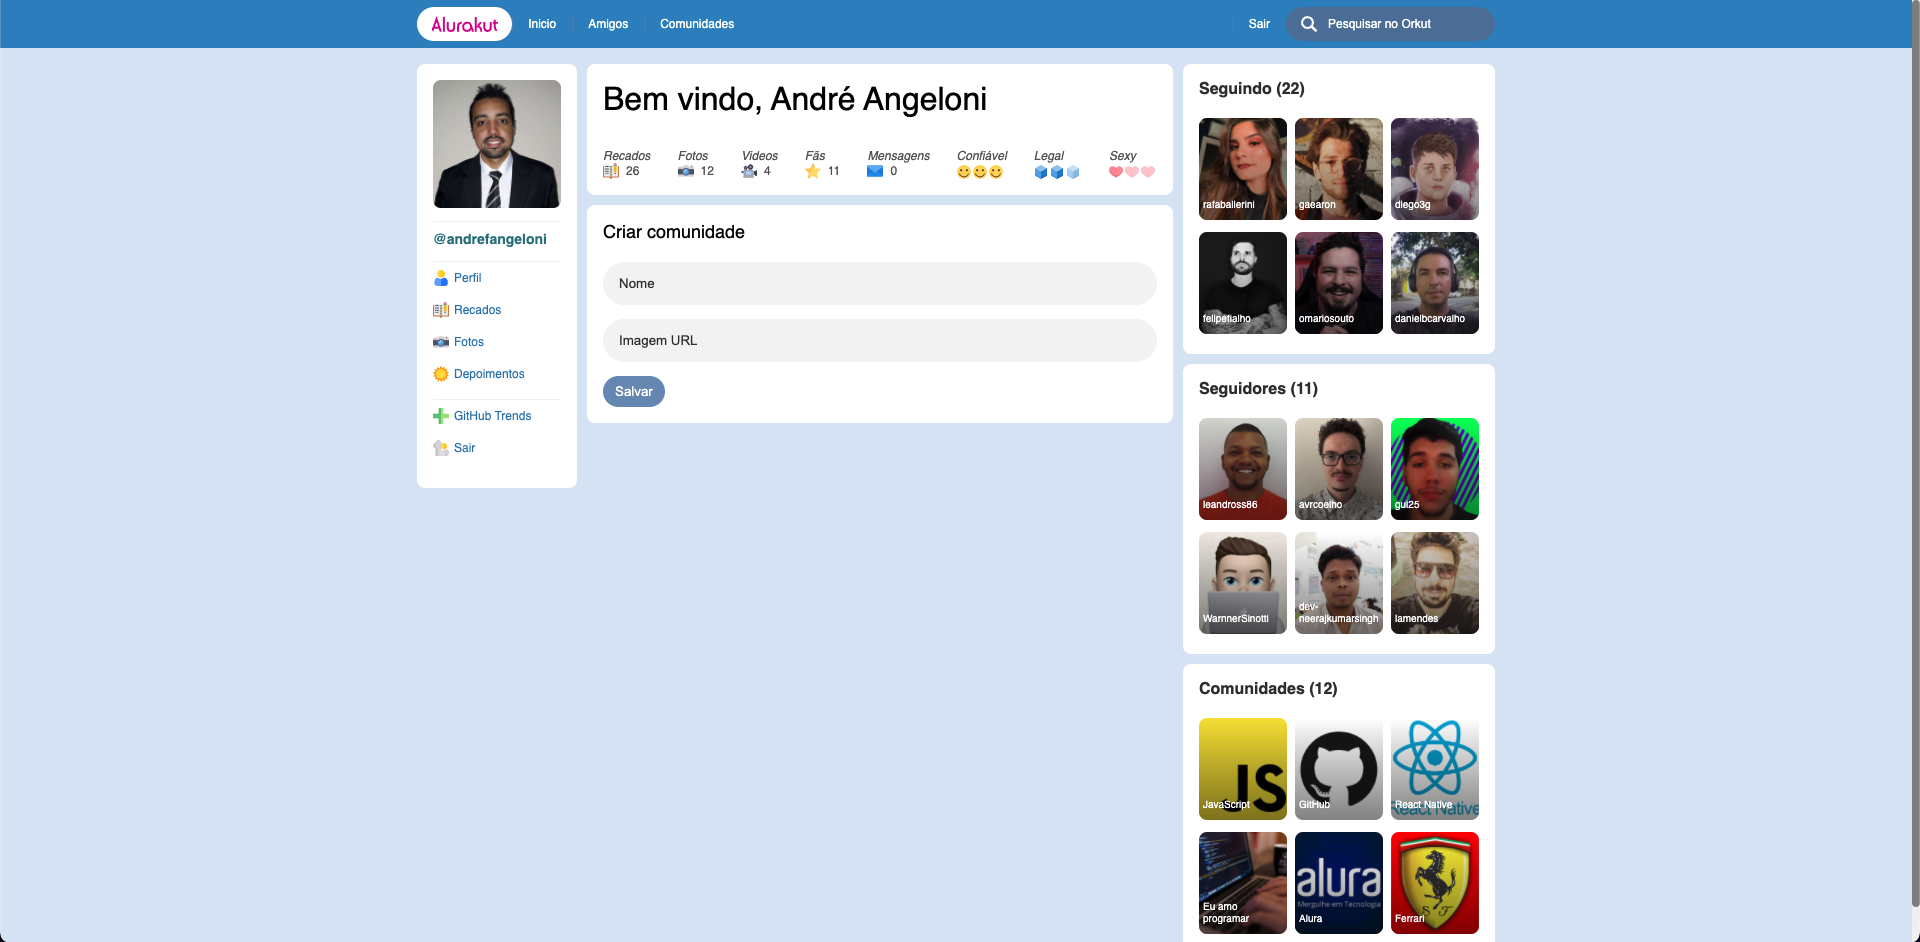 Alurakut
Inicio
Amigos
Comunidades
Sair
Pesquisar no Orkut
@andrefangeloni
Perfil
Recados
Fotos
Depoimentos
GitHub Trends
Sair
Bem vindo, André Angeloni
Recados
26
Fotos
12
Videos
4
Fãs
11
Mensagens
0
Confiável
Legal
Sexy
Criar comunidade
Nome
Imagem URL
Salvar
Seguindo (22)
rafaballerini
gaearon
diego3g
felipefialho
omariosouto
danielbcarvalho
Seguidores (11)
leandross86
avrcoelho
gui25
WarnnerSinotti
dev-
neerajkumarsingh
lamendes
Comunidades (12)
JS
JavaScript
GitHub
React Native
React Native
Eu amo
programar
alura
Mergulhe em Tecnologia
Alura
S F
Ferrari